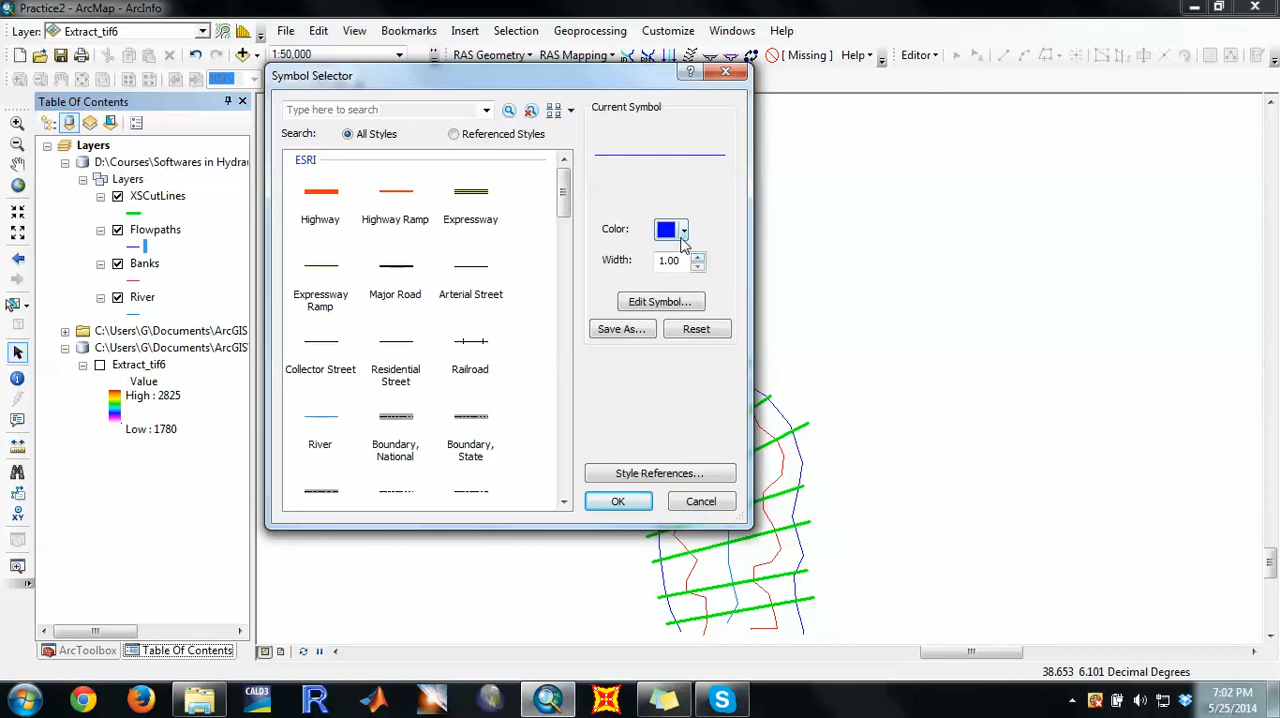 Practice2 - ArcMap - ArcInfo
Layer: Extract_tif6
File Edit View Bookmarks Insert Selection Geoprocessing Customize Windows Help
1:50,000 RAS Geometry RAS Mapping [ Missing ] Help Editor
Symbol Selector
Table Of Contents
Type here to search
Current Symbol
Search: All Styles Referenced Styles
Layers
D:\Courses\Softwares in Hydrau
Layers
XSCutLines
Flowpaths
Banks
River
C:\Users\G\Documents\ArcGIS
C:\Users\G\Documents\ArcGIS
Extract_tif6
Value
High : 2825
Low : 1780
ESRI
Highway
Highway Ramp
Expressway
Expressway Ramp
Major Road
Arterial Street
Collector Street
Residential Street
Railroad
River
Boundary, National
Boundary, State
Color:
Width: 1.00
Edit Symbol...
Save As... Reset
Style References...
OK Cancel
ArcToolbox Table Of Contents
38.653 6.101 Decimal Degrees
CALD3
7:02 PM
5/25/2014